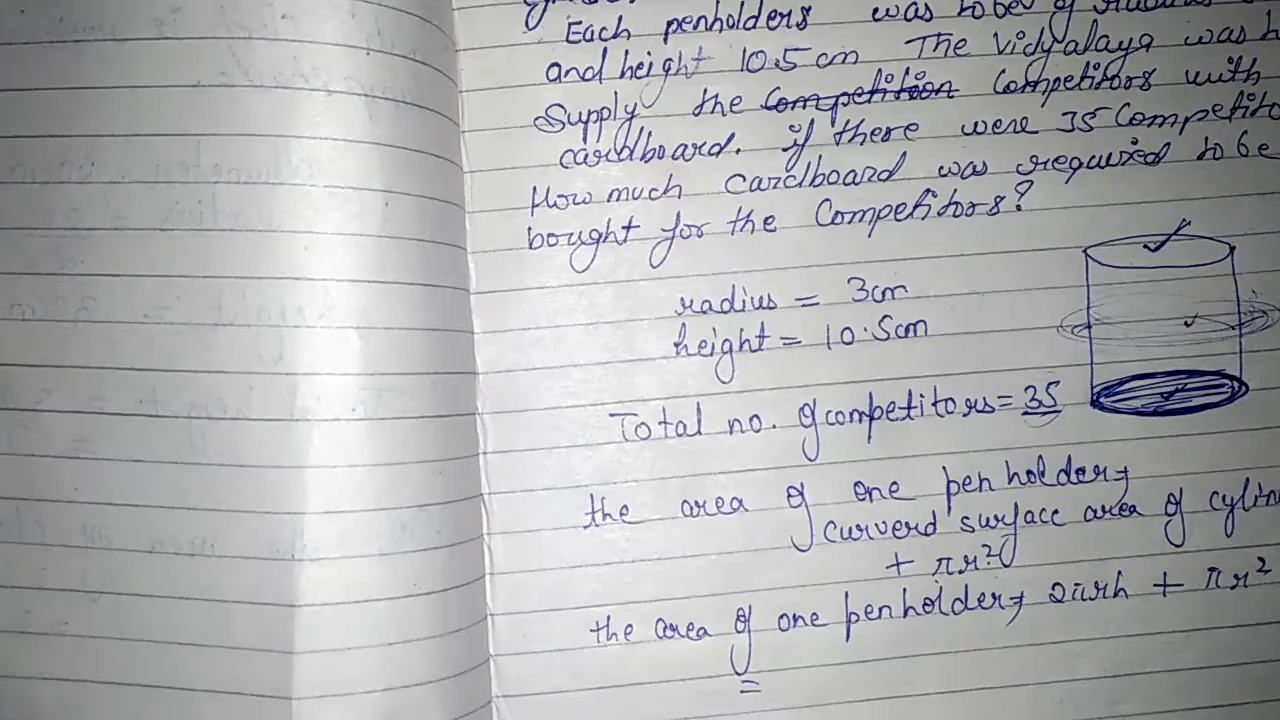 Each penholders was to be of
and height 10.5 cm The Vidyalaya was
Supply the competition Competitors with
cardboard. if there were 35
How much cardboard was required to be
bought for the Competitors?
radius = 3cm
height = 10.5cm
Total no. of competitors = 35
the area of one penholder ⇒
curverd surface area of
+ πr²
the area of one penholder ⇒ 2πrh + πr²
=